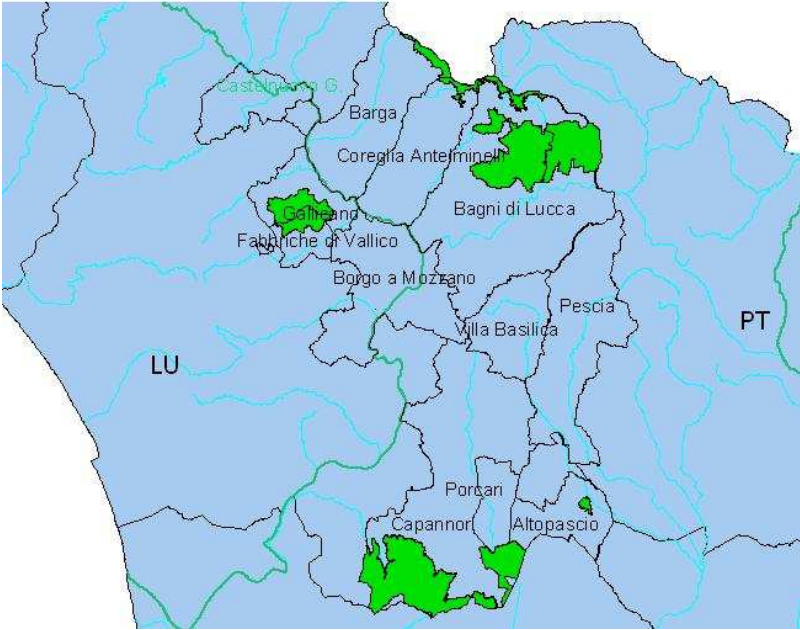 Castelnuovo G.
Barga
Coreglia Antelminelli
Bagni di Lucca
Gallicano
Fabbriche di Vallico
Borgo a Mozzano
Pescia
PT
Villa Basilica
LU
Porcari
Capannor
Altopascio